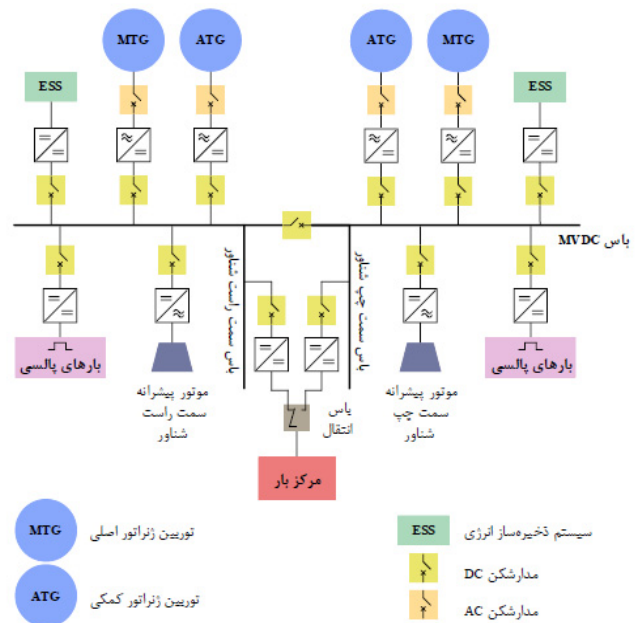 MTG
ATG
ATG
MTG
ESS
ESS
باس MVDC
باس سمت راست شناور
باس سمت چپ شناور
بارهای پالسی
موتور پیشرانه
سمت راست
شناور
باس
انتقال
موتور پیشرانه
سمت چپ
شناور
بارهای پالسی
مرکز بار
MTG
توربین ژنراتور اصلی
ESS
سیستم ذخیره‌ساز انرژی
مدارشکن DC
ATG
توربین ژنراتور کمکی
مدارشکن AC